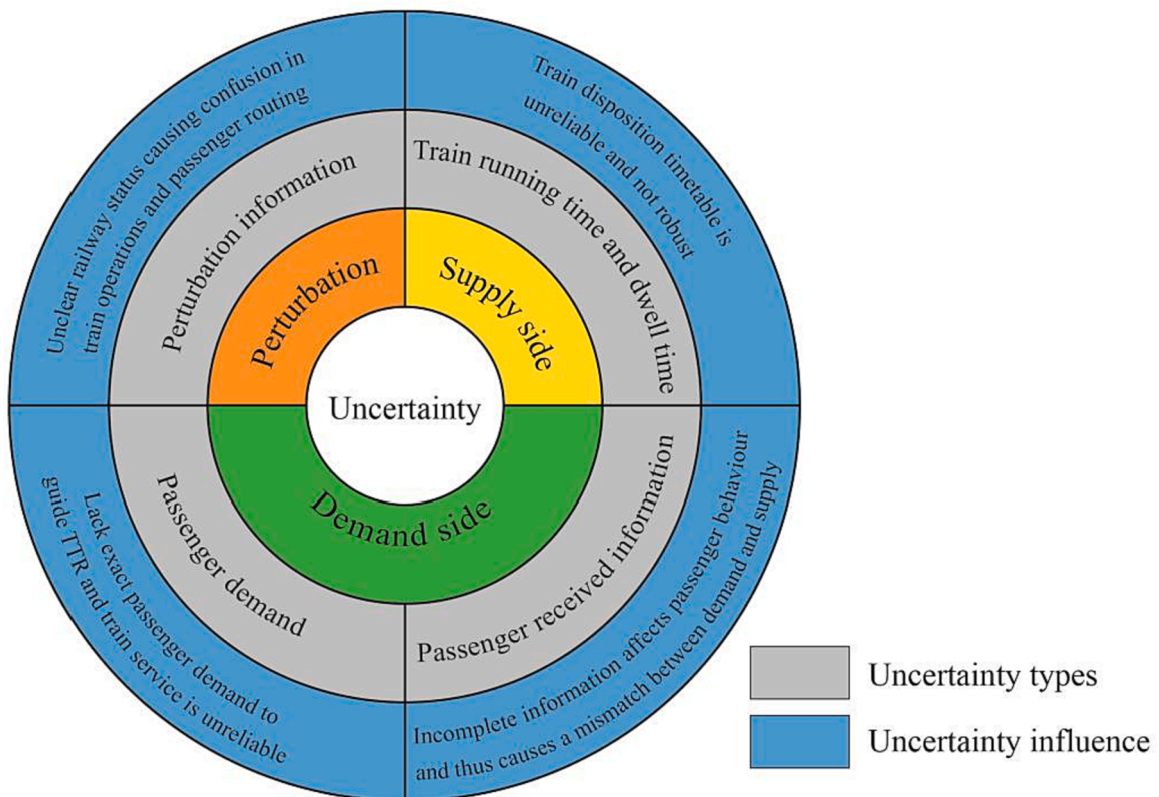 Unclear railway status causing confusion in
train operations and passenger routing
Train disposition timetable is
unreliable and not robust
Perturbation information
Train running time and dwell time
Perturbation
Supply side
Uncertainty
Demand side
Passenger demand
Passenger received information
Lack exact passenger demand to
guide TTR and train service is unreliable
Incomplete information affects passenger behaviour
and thus causes a mismatch between demand and supply
Uncertainty types
Uncertainty influence